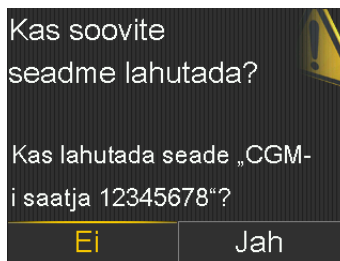 Kas soovite
seadme lahutada?
Kas lahutada seade „CGM-
i saatja 12345678“?
Ei
Jah